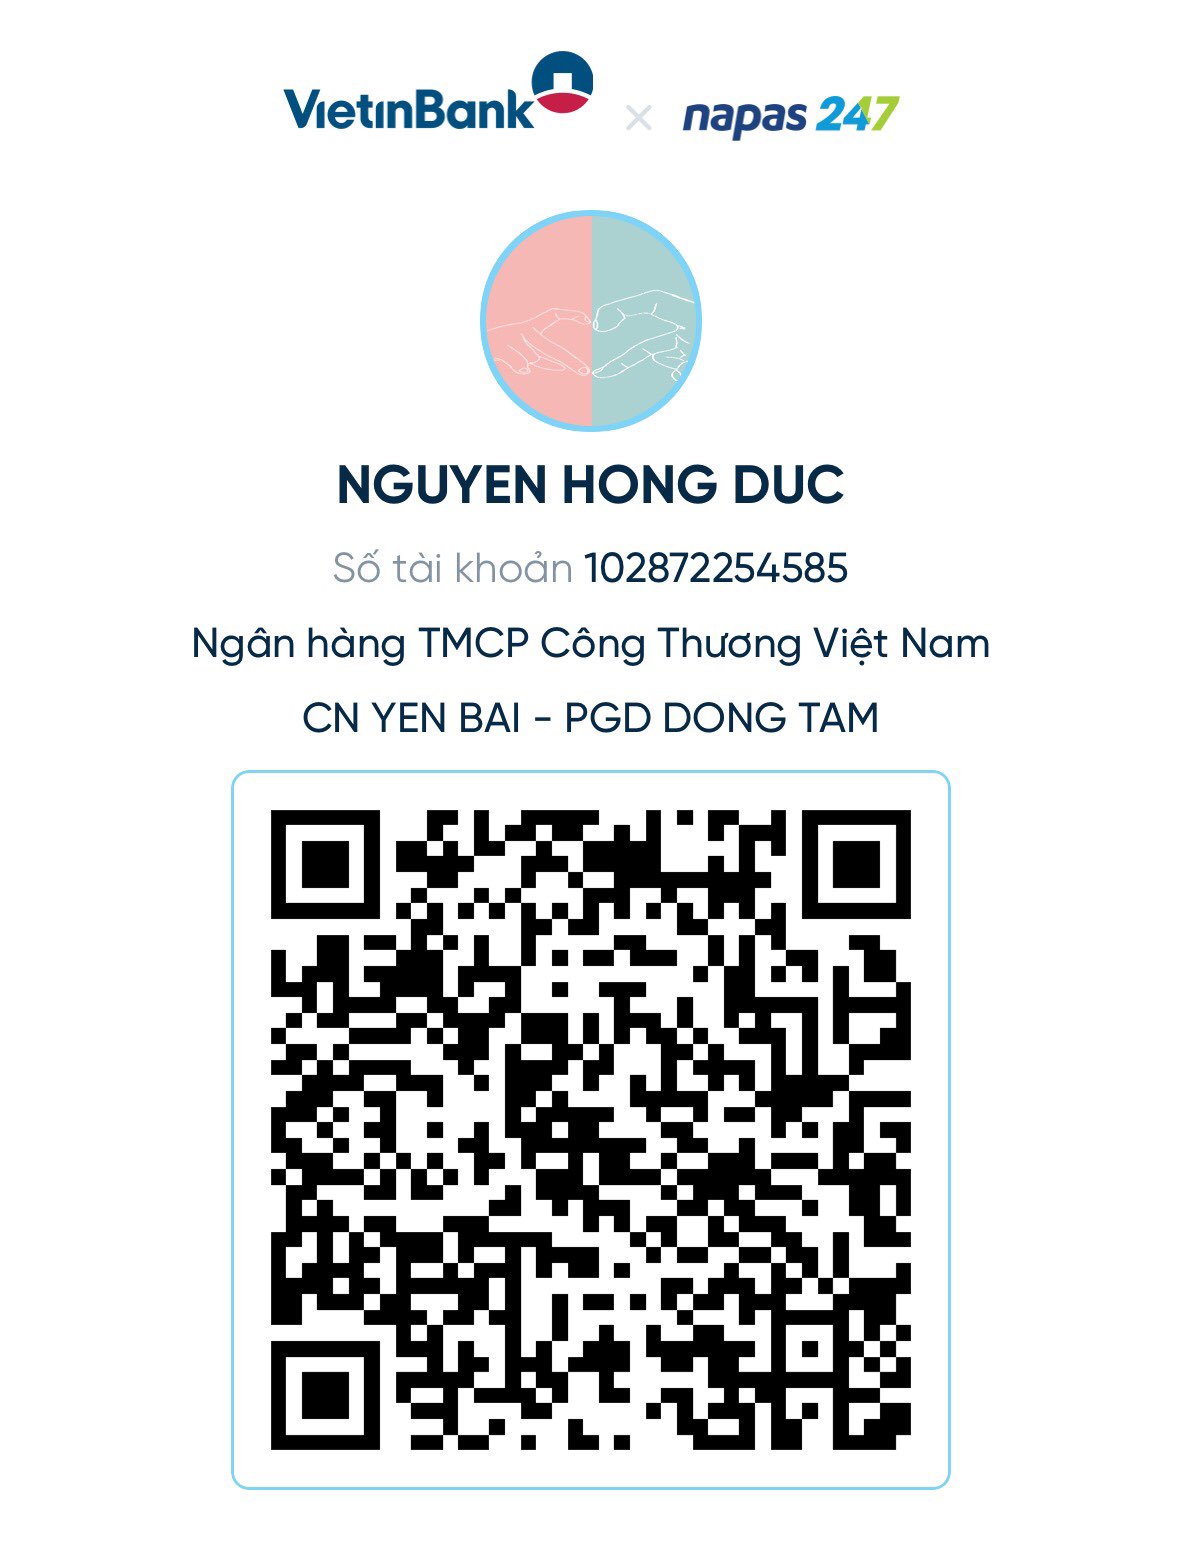 VietinBank × napas 247
NGUYEN HONG DUC
Số tài khoản 102872254585
Ngân hàng TMCP Công Thương Việt Nam
CN YEN BAI - PGD DONG TAM